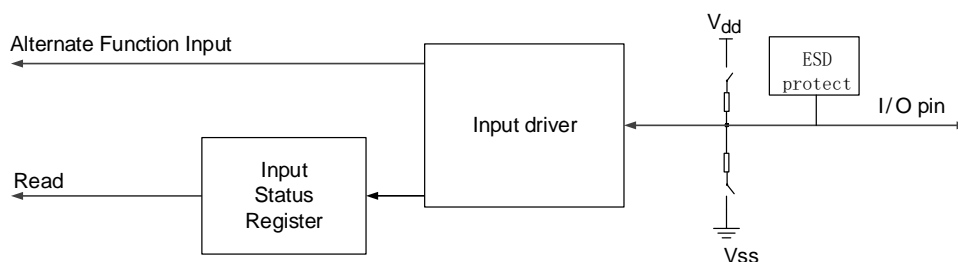 Alternate Function Input
Vdd
ESD
protect
I/O pin
Input driver
Read
Input
Status
Register
Vss